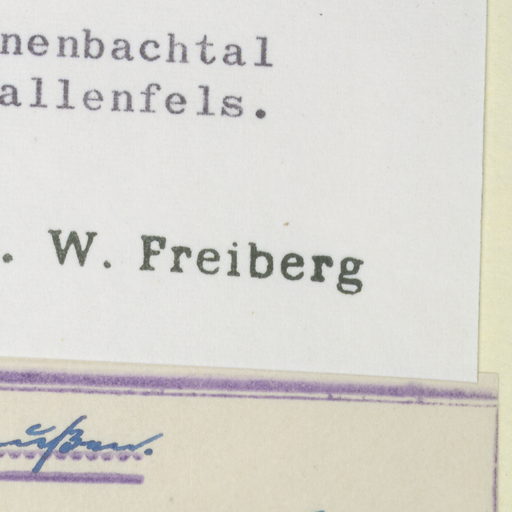 nenbachtal
allenfels.
. W. Freiberg